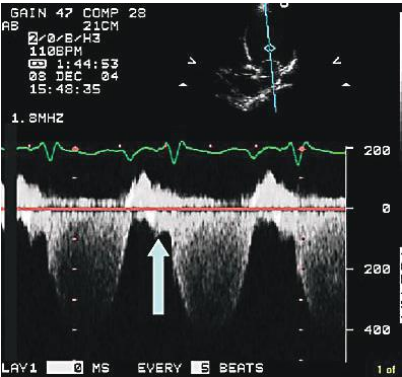 GAIN 47 COMP 28
AB 21CM
2/0/E/H3
110BPM
1:44:53
08 DEC 04
15:48:35
1.8MHZ
200
0
200
400
LAY1 0 MS EVERY 5 BEATS
1 of